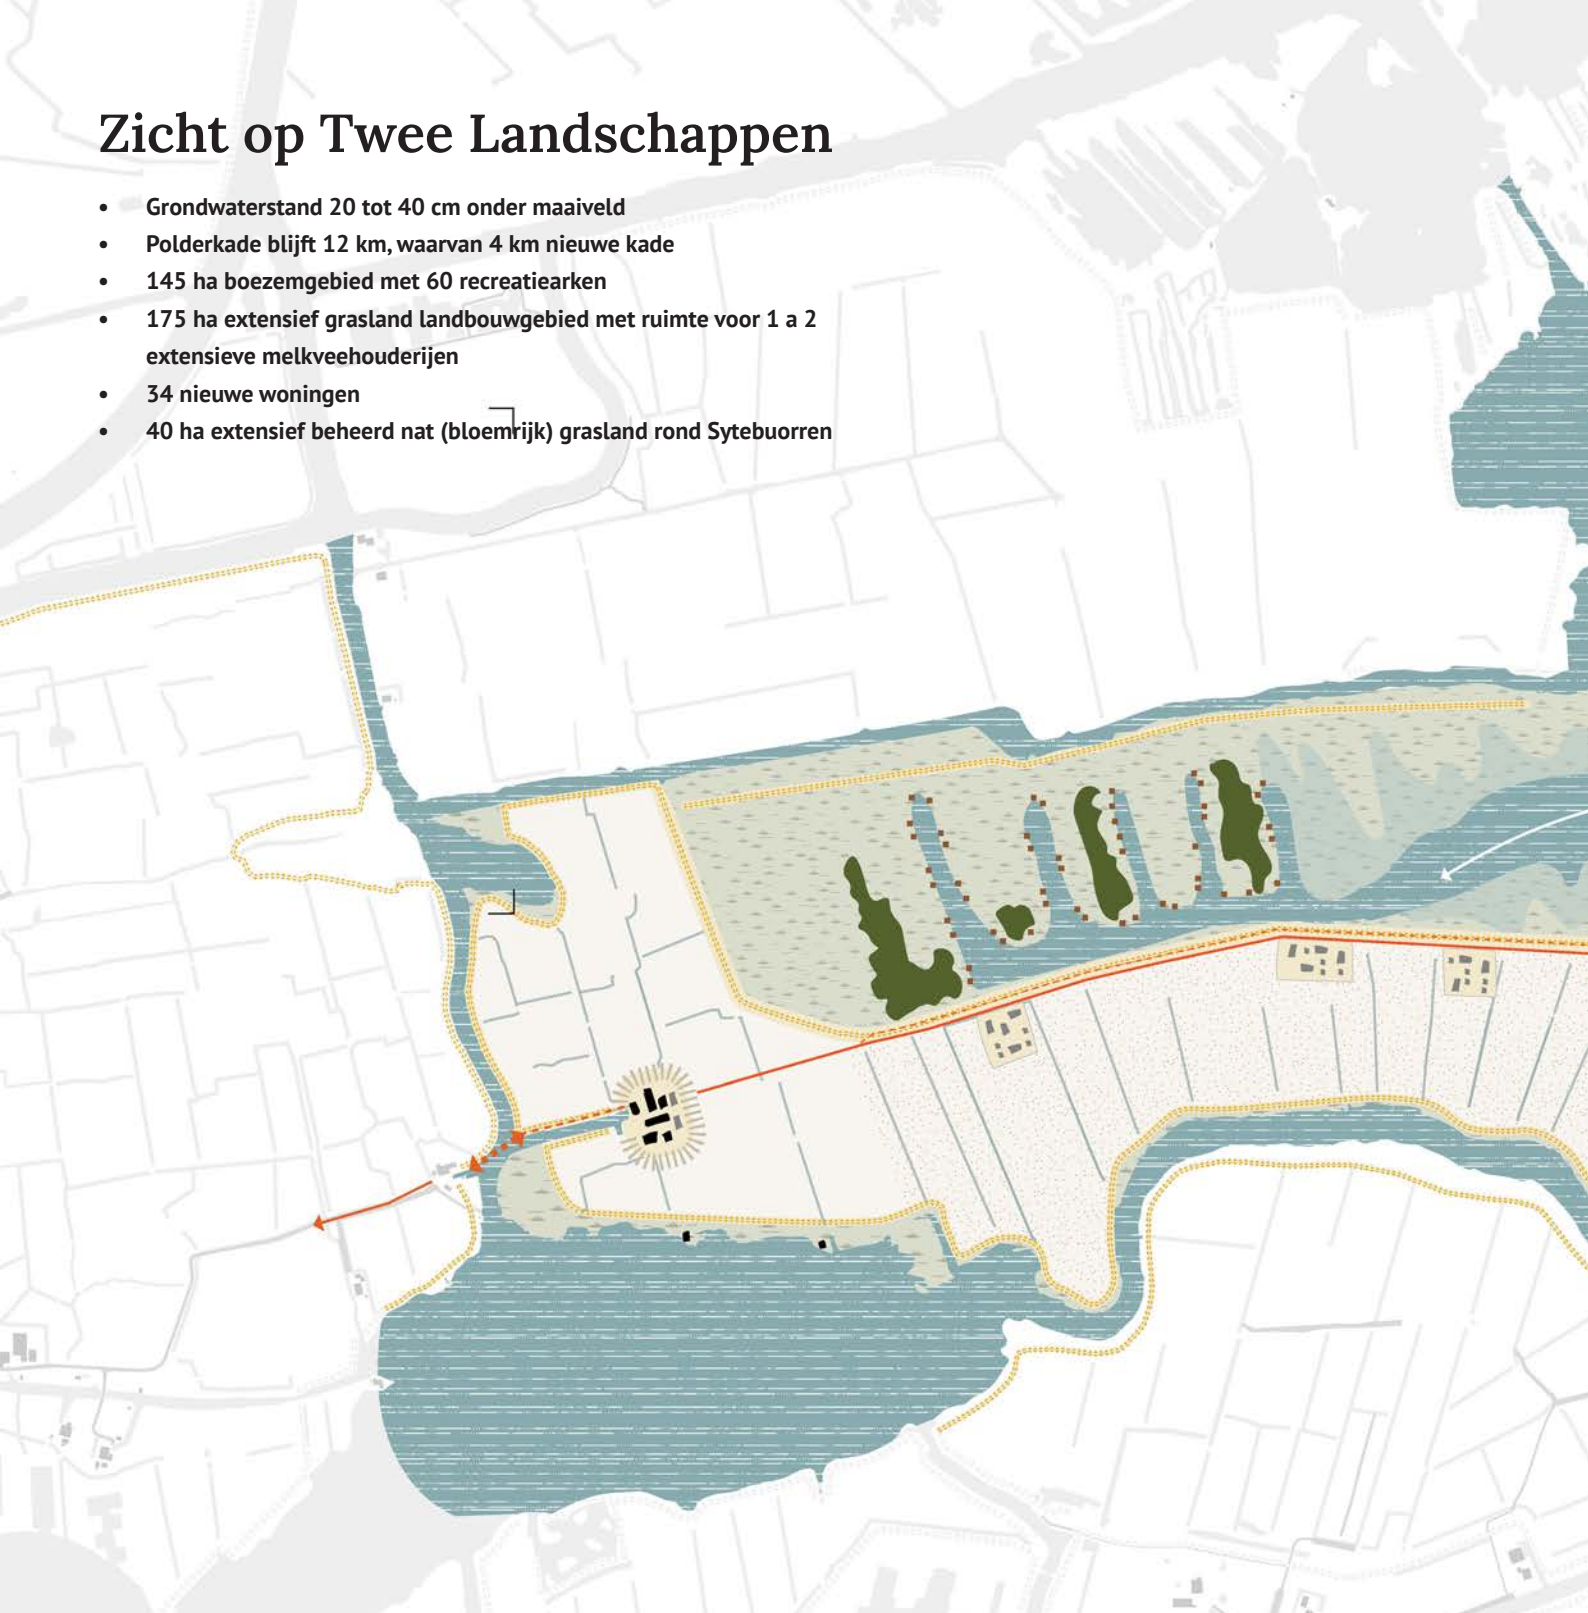 Zicht op Twee Landschappen
• Grondwaterstand 20 tot 40 cm onder maaiveld
• Polderkade blijft 12 km, waarvan 4 km nieuwe kade
• 145 ha boezemgebied met 60 recreatiearken
• 175 ha extensief grasland landbouwgebied met ruimte voor 1 a 2
extensieve melkveehouderijen
• 34 nieuwe woningen
• 40 ha extensief beheerd nat (bloemrijk) grasland rond Sytebuorren